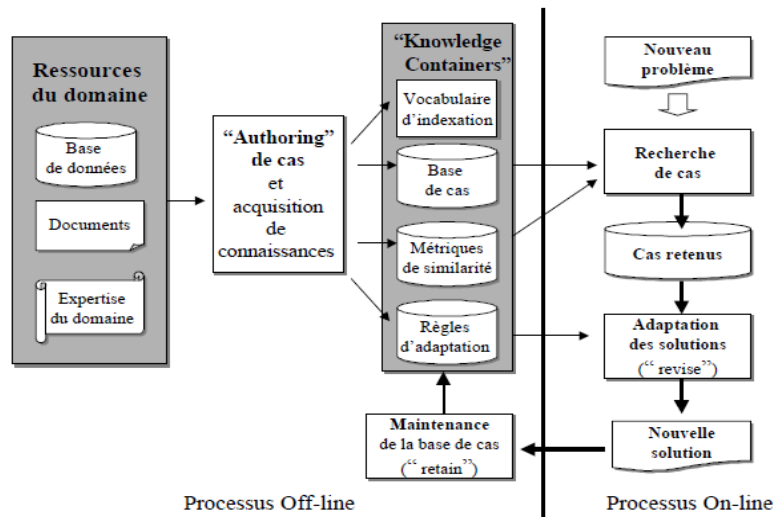 Ressources
du domaine
Base
de données
Documents
Expertise
du domaine
“Authoring”
de cas
et
acquisition
de
connaissances
“Knowledge
Containers”
Vocabulaire
d’indexation
Base
de cas
Métriques
de similarité
Règles
d’adaptation
Maintenance
de la base de cas
(“ retain”)
Processus Off-line
Nouveau
problème
Recherche
de cas
Cas retenus
Adaptation
des solutions
(“ revise”)
Nouvelle
solution
Processus On-line